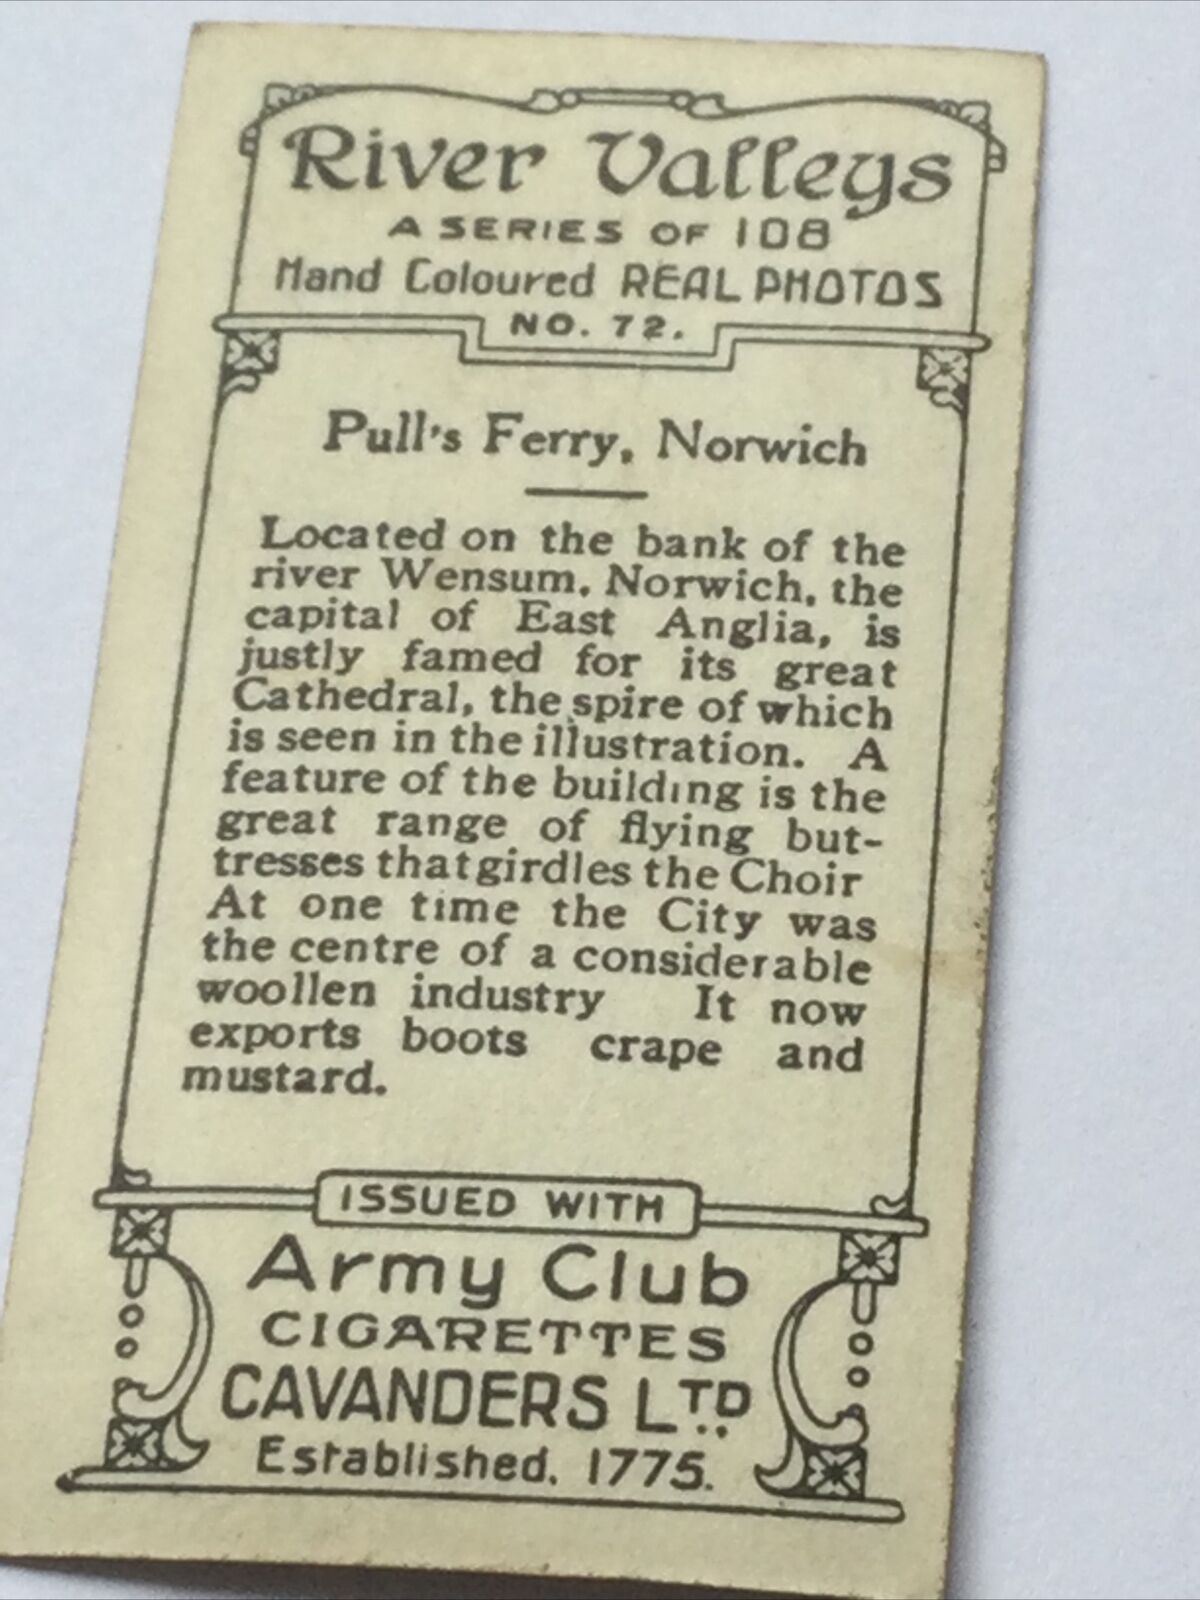 River Valleys
A SERIES OF 108
Hand Coloured REAL PHOTOS
NO. 72.
Pull's Ferry, Norwich
Located on the bank of the
river Wensum, Norwich, the
capital of East Anglia, is
justly famed for its great
Cathedral, the spire of which
is seen in the illustration. A
feature of the building is the
great range of flying but-
tresses that girdles the Choir
At one time the City was
the centre of a considerable
woollen industry It now
exports boots crape and
mustard.
ISSUED WITH
Army Club
CIGARETTES
CAVANDERS LTD
Established. 1775.